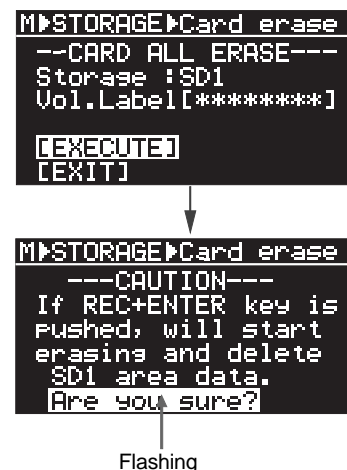 M▶STORAGE▶Card erase
--CARD ALL ERASE---
Storage :SD1
Vol.Label[********]
[EXECUTE]
[EXIT]
M▶STORAGE▶Card erase
---CAUTION---
If REC+ENTER key is
pushed, will start
erasing and delete
SD1 area data.
Are you sure?
Flashing